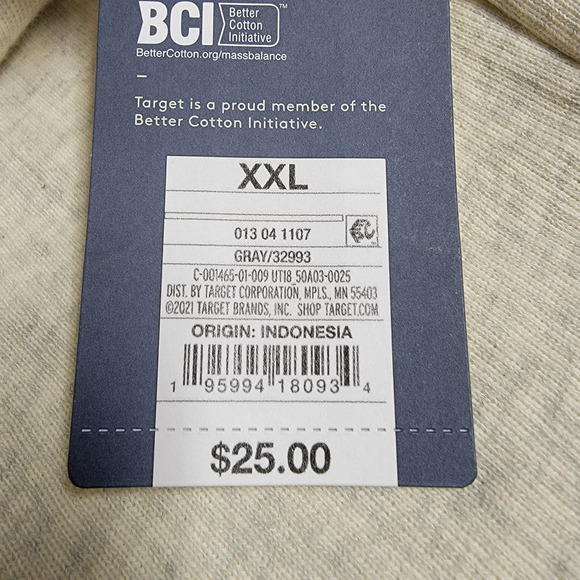 BCI Better Cotton Initiative™
BetterCotton.org/massbalance
–
Target is a proud member of the
Better Cotton Initiative.
XXL
013 04 1107
GRAY/32993
C-001465-01-009 UT18 50A03-0025
DIST. BY TARGET CORPORATION, MPLS., MN 55403
©2021 TARGET BRANDS, INC. SHOP TARGET.COM
ORIGIN: INDONESIA
1 95994 18093 4
$25.00